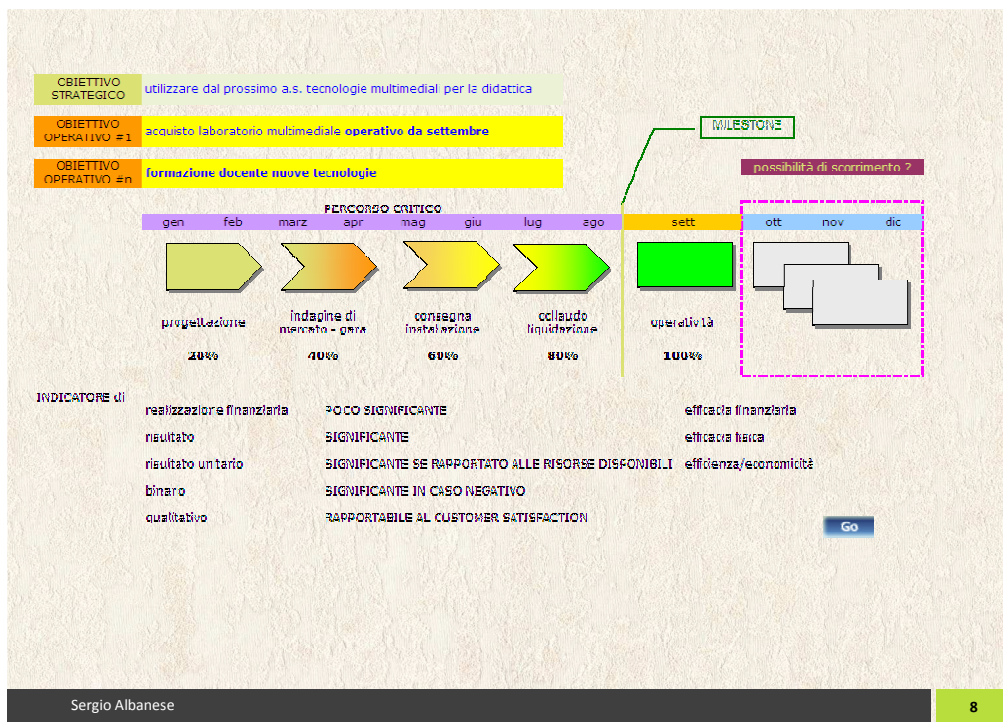 OBIETTIVO
STRATEGICO
utilizzare dal prossimo a.s. tecnologie multimediali per la didattica
OBIETTIVO
OPERATIVO #1
acquisto laboratorio multimediale operativo da settembre
MILESTONE
OBIETTIVO
OPERATIVO #n
formazione docente nuove tecnologie
possibilità di scorrimento ?
PERCORSO CRITICO
gen feb marz apr mag giu lug ago sett ott nov dic
progettazione
indagine di
mercato - gara
consegna
installazione
collaudo
liquidazione
operatività
20% 40% 60% 80% 100%
INDICATORE di
realizzazione finanziaria POCO SIGNIFICANTE efficacia finanziaria
risultato SIGNIFICANTE efficacia fisica
risultato unitario SIGNIFICANTE SE RAPPORTATO ALLE RISORSE DISPONIBILI efficienza/economicità
binario SIGNIFICANTE IN CASO NEGATIVO
qualitativo RAPPORTABILE AL CUSTOMER SATISFACTION
Go
Sergio Albanese 8